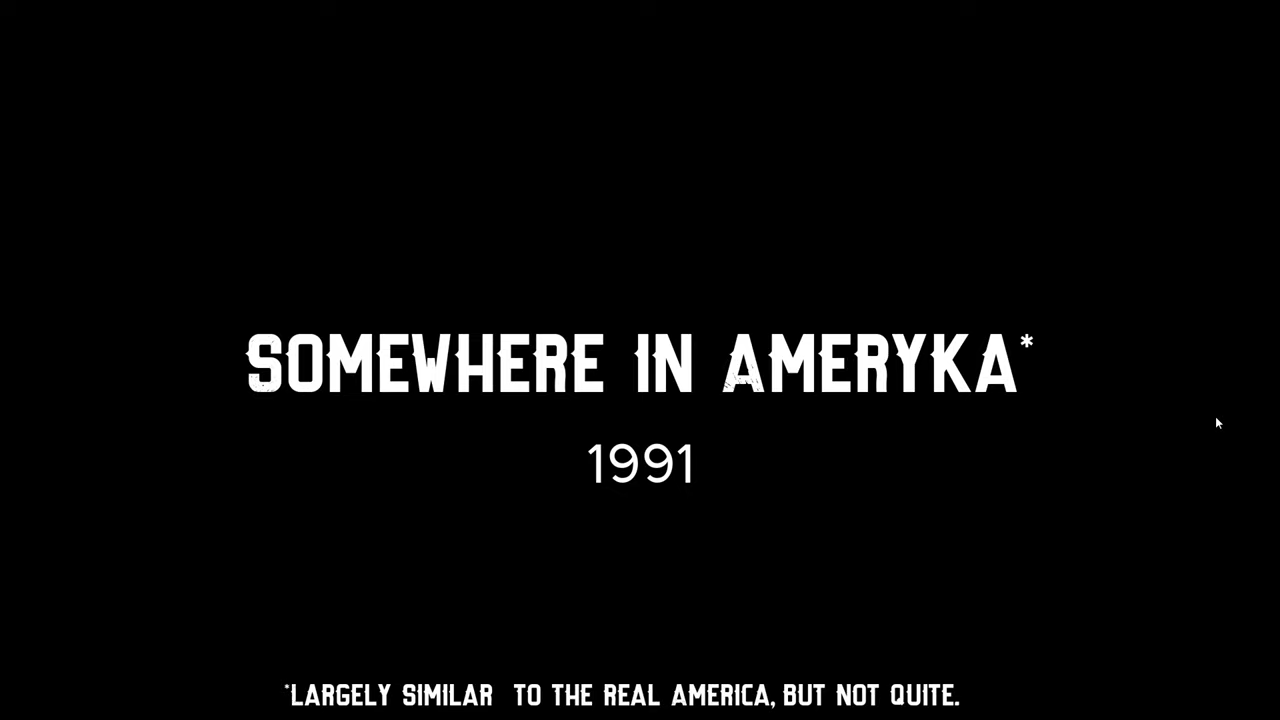 SOMEWHERE IN AMERYKA*
1991
*LARGELY SIMILAR TO THE REAL AMERICA, BUT NOT QUITE.